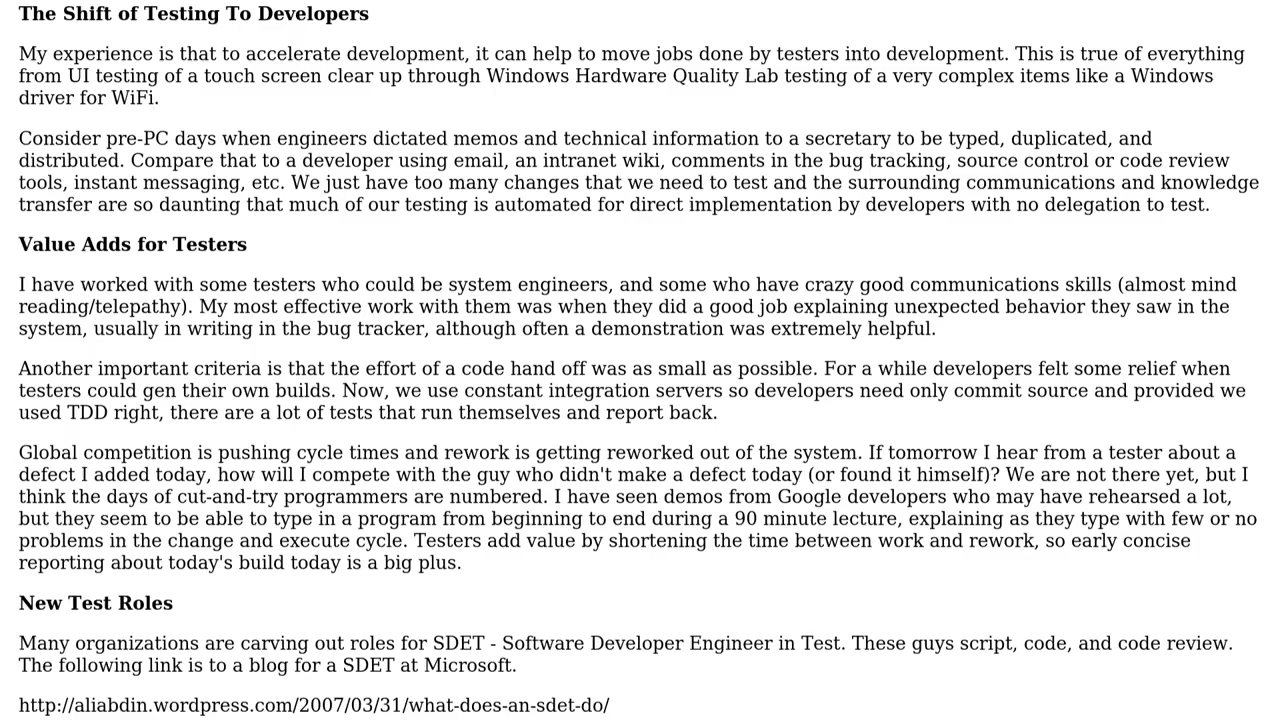 The Shift of Testing To Developers
My experience is that to accelerate development, it can help to move jobs done by testers into development. This is true of everything
from UI testing of a touch screen clear up through Windows Hardware Quality Lab testing of a very complex items like a Windows
driver for WiFi.
Consider pre-PC days when engineers dictated memos and technical information to a secretary to be typed, duplicated, and
distributed. Compare that to a developer using email, an intranet wiki, comments in the bug tracking, source control or code review
tools, instant messaging, etc. We just have too many changes that we need to test and the surrounding communications and knowledge
transfer are so daunting that much of our testing is automated for direct implementation by developers with no delegation to test.
Value Adds for Testers
I have worked with some testers who could be system engineers, and some who have crazy good communications skills (almost mind
reading/telepathy). My most effective work with them was when they did a good job explaining unexpected behavior they saw in the
system, usually in writing in the bug tracker, although often a demonstration was extremely helpful.
Another important criteria is that the effort of a code hand off was as small as possible. For a while developers felt some relief when
testers could gen their own builds. Now, we use constant integration servers so developers need only commit source and provided we
used TDD right, there are a lot of tests that run themselves and report back.
Global competition is pushing cycle times and rework is getting reworked out of the system. If tomorrow I hear from a tester about a
defect I added today, how will I compete with the guy who didn't make a defect today (or found it himself)? We are not there yet, but I
think the days of cut-and-try programmers are numbered. I have seen demos from Google developers who may have rehearsed a lot,
but they seem to be able to type in a program from beginning to end during a 90 minute lecture, explaining as they type with few or no
problems in the change and execute cycle. Testers add value by shortening the time between work and rework, so early concise
reporting about today's build today is a big plus.
New Test Roles
Many organizations are carving out roles for SDET - Software Developer Engineer in Test. These guys script, code, and code review.
The following link is to a blog for a SDET at Microsoft.
http://aliabdin.wordpress.com/2007/03/31/what-does-an-sdet-do/